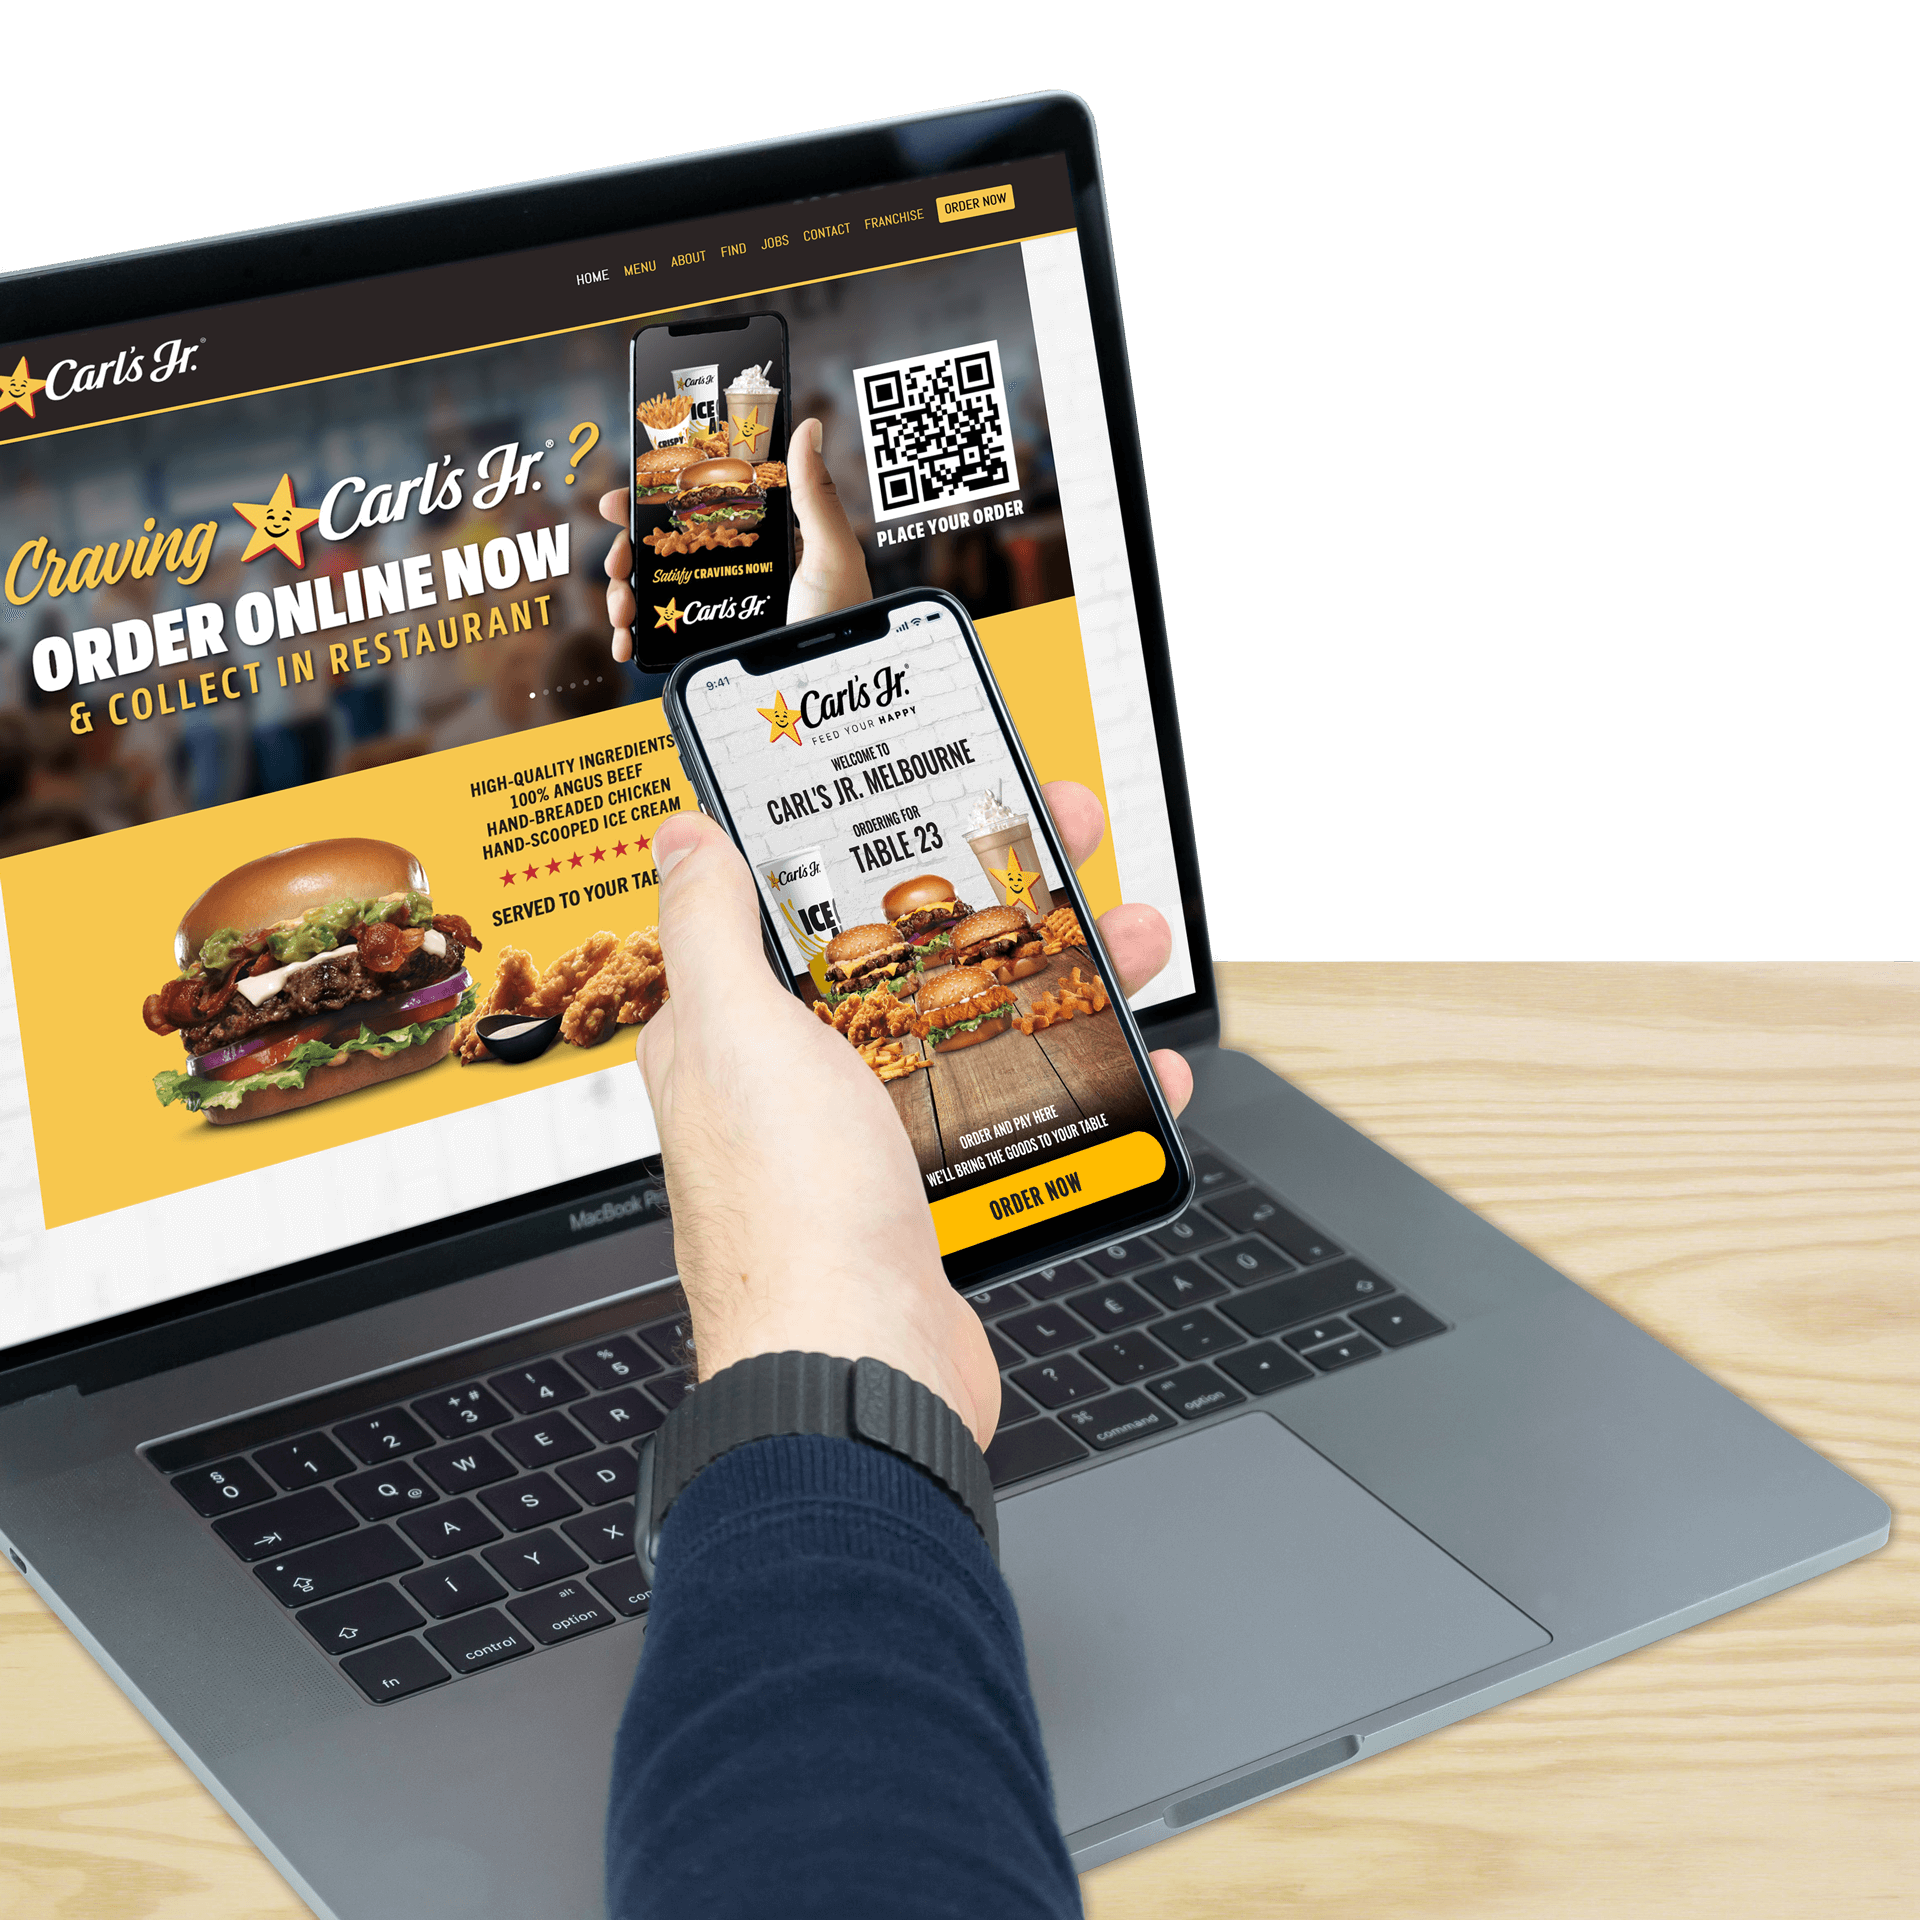 HOME MENU ABOUT FIND JOBS CONTACT FRANCHISE ORDER NOW
Carl's Jr.®
Craving Carl's Jr.®?
ORDER ONLINE NOW
& COLLECT IN RESTAURANT
Carl's Jr.
ICE
CRISPY
Satisfy CRAVINGS NOW!
Carl's Jr.
PLACE YOUR ORDER
HIGH-QUALITY INGREDIENTS
100% ANGUS BEEF
HAND-BREADED CHICKEN
HAND-SCOOPED ICE CREAM
SERVED TO YOUR TAB
9:41
Carl's Jr.®
FEED YOUR HAPPY
WELCOME TO
CARL'S JR. MELBOURNE
ORDERING FOR
TABLE 23
Carl's Jr.
ICE
ORDER AND PAY HERE
WE'LL BRING THE GOODS TO YOUR TABLE
ORDER NOW
MacBook P
§ 0 ' 1 " 2 + # 3 ! 4 % 5
Q @ W E R
A S D
Í Y X
fn control alt option
L É Á Ú
? , : . -
⌘ command alt option